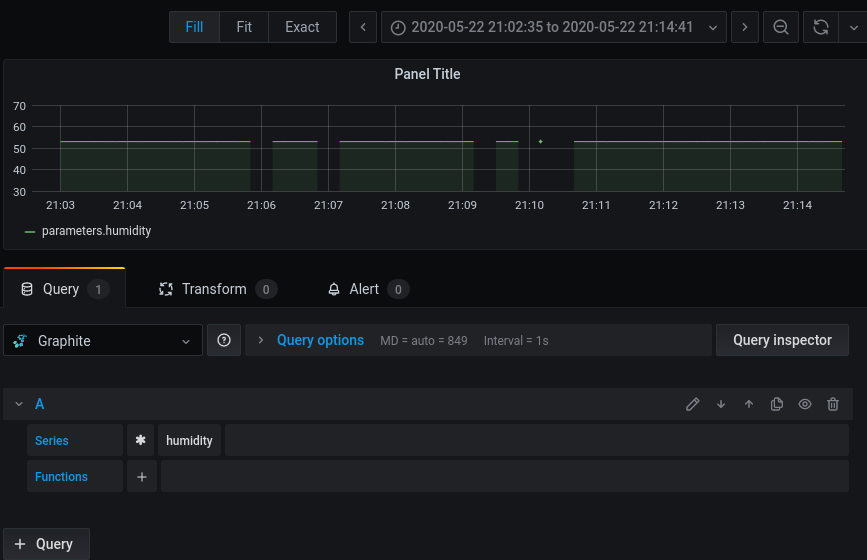 Fill Fit Exact 2020-05-22 21:02:35 to 2020-05-22 21:14:41
Panel Title
70
60
50
40
30
21:03 21:04 21:05 21:06 21:07 21:08 21:09 21:10 21:11 21:12 21:13 21:14
parameters.humidity
Query 1 Transform 0 Alert 0
Graphite Query options MD = auto = 849 Interval = 1s Query inspector
A
Series * humidity
Functions +
+ Query